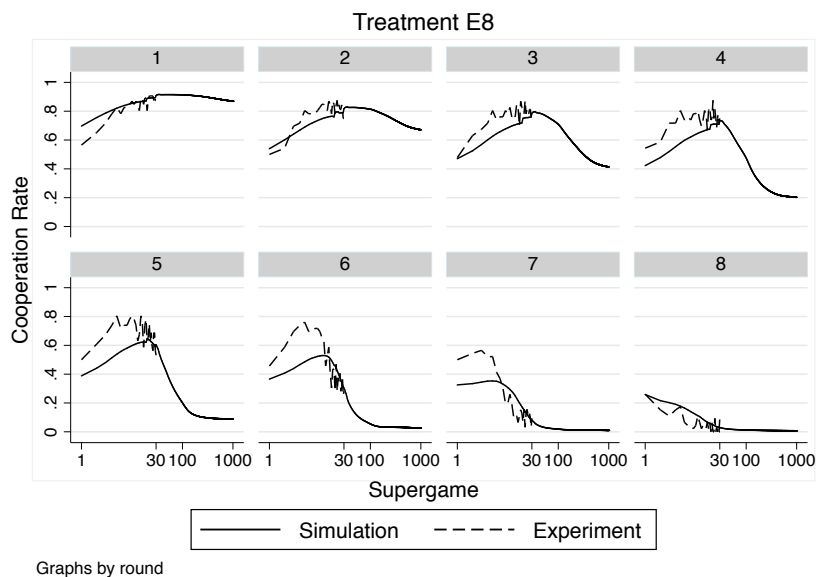 Treatment E8
1 2 3 4
1
.8
.6
.4
.2
0
5 6 7 8
1
.8
.6
.4
.2
0
Cooperation Rate
1 30 100 1000 1 30 100 1000 1 30 100 1000 1 30 100 1000
Supergame
Simulation Experiment
Graphs by round